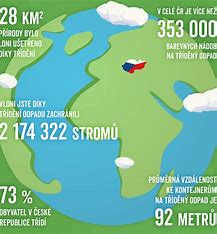 28 KM²
PŘÍRODY BYLO
LONI UŠETŘENO
DÍKY TŘÍDĚNÍ
V CELÉ ČR JE VÍCE NEŽ
353 000
BAREVNÝCH NÁDOB
NA TŘÍDĚNÍ ODPADU
VLONI JSTE DÍKY
TŘÍDĚNÍ ODPADU ZACHRÁNILI
2 174 322 STROMŮ
73 %
OBYVATEL V ČESKÉ
REPUBLICE TŘÍDÍ
PRŮMĚRNÁ VZDÁLENOST
KE KONTEJNERŮM
NA TŘÍDĚNÝ ODPAD JE
92 METRŮ